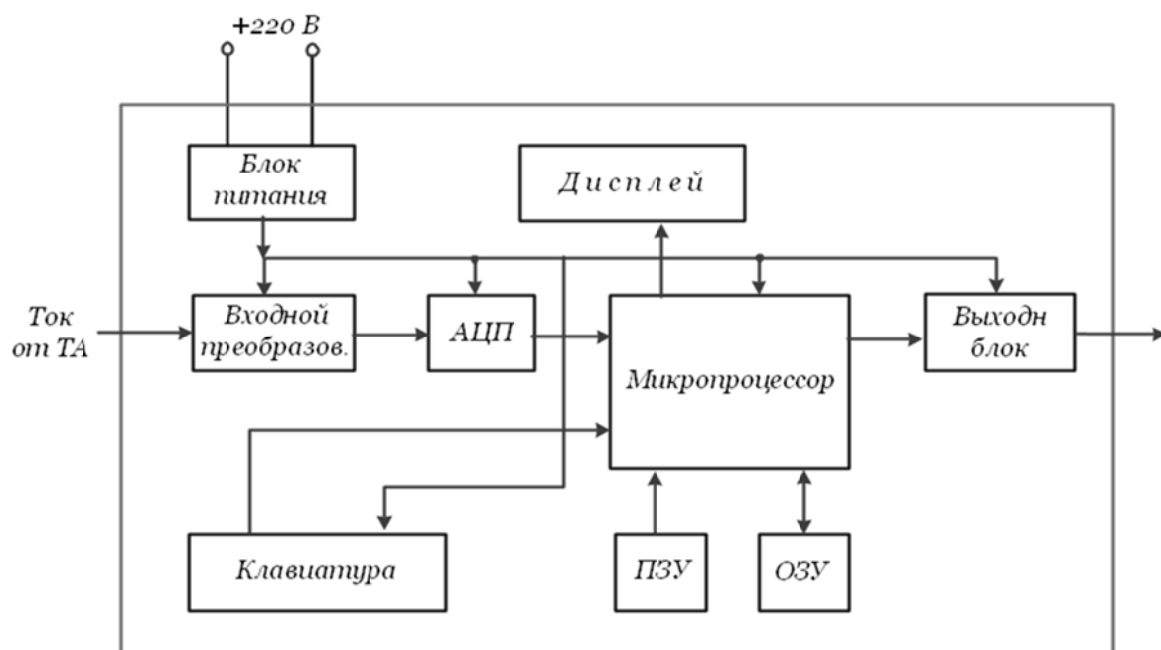 +220 В
Блок
питания
Дисплей
Ток
от ТА
Входной
преобразов.
АЦП
Микропроцессор
Выходн
блок
Клавиатура
ПЗУ
ОЗУ